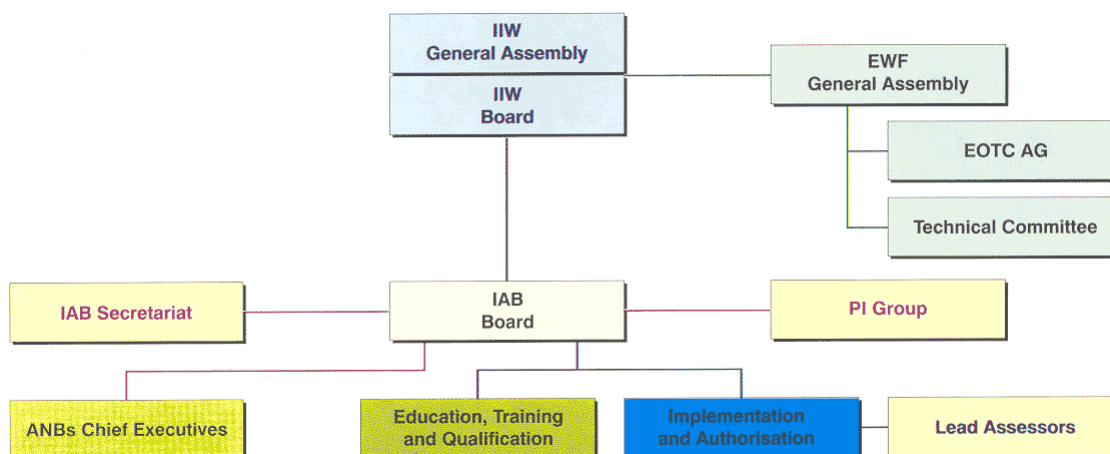 IIW
General Assembly
EWF
General Assembly
IIW
Board
EOTC AG
Technical Committee
IAB Secretariat
IAB
Board
PI Group
ANBs Chief Executives
Education, Training
and Qualification
Implementation
and Authorisation
Lead Assessors